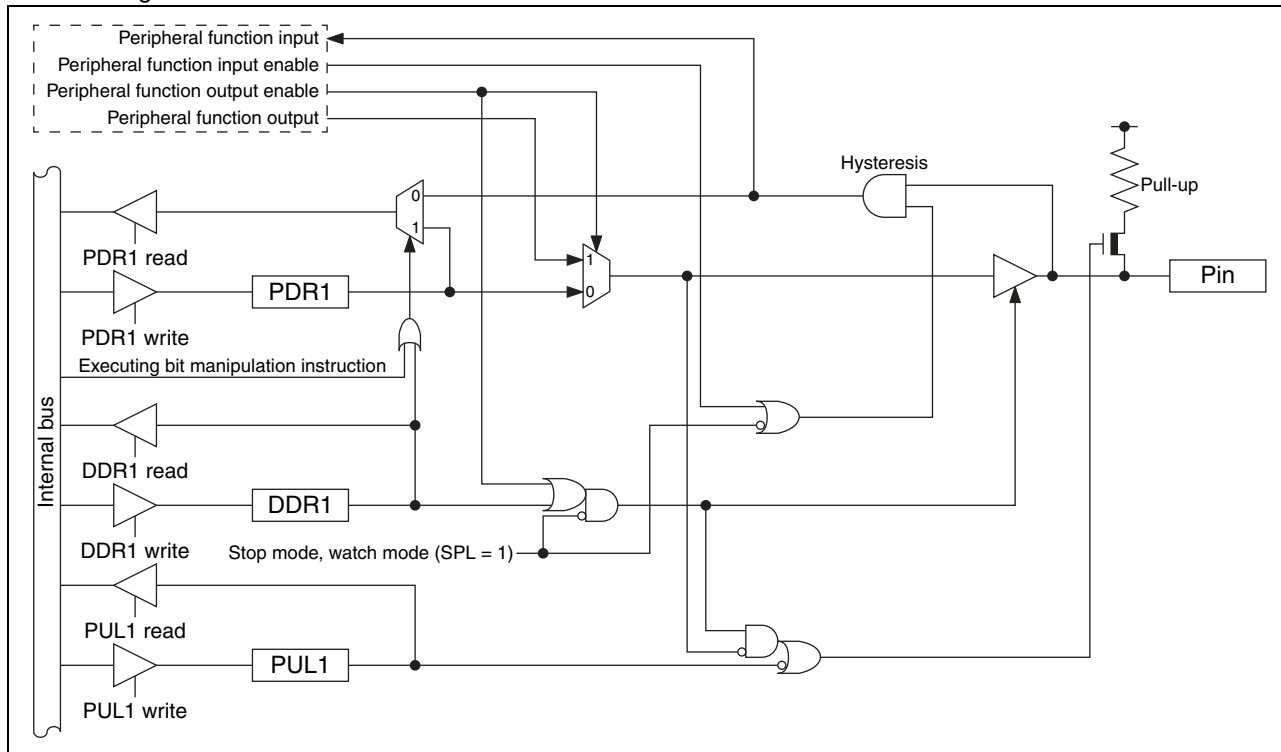 Peripheral function input
Peripheral function input enable
Peripheral function output enable
Peripheral function output
Hysteresis
Pull-up
0
1
PDR1 read
1
0
Pin
PDR1
PDR1 write
Executing bit manipulation instruction
Internal bus
DDR1 read
DDR1
DDR1 write
Stop mode, watch mode (SPL = 1)
PUL1 read
PUL1
PUL1 write